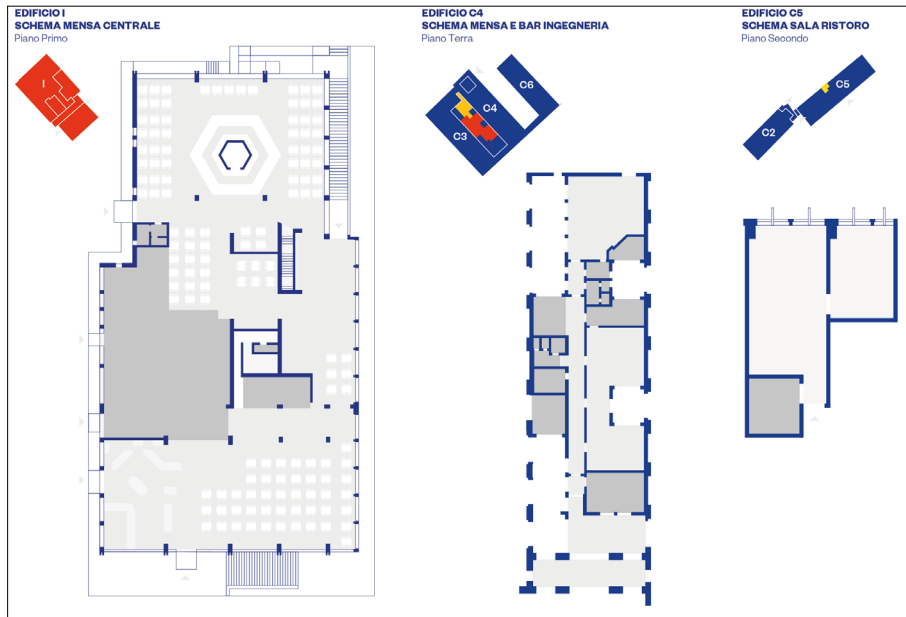 EDIFICIO I
SCHEMA MENSA CENTRALE
Piano Primo
I
EDIFICIO C4
SCHEMA MENSA E BAR INGEGNERIA
Piano Terra
C6
C4
C3
EDIFICIO C5
SCHEMA SALA RISTORO
Piano Secondo
C5
C2